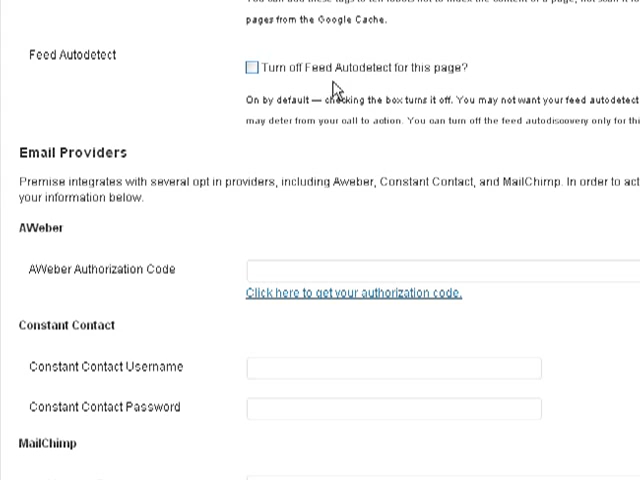 pages from the Google Cache.
Feed Autodetect
Turn off Feed Autodetect for this page?
On by default — checking the box turns it off. You may not want your feed autodetect
may deter from your call to action. You can turn off the feed autodiscovery only for thi
Email Providers
Premise integrates with several opt in providers, including Aweber, Constant Contact, and MailChimp. In order to act
your information below.
AWeber
AWeber Authorization Code
Click here to get your authorization code.
Constant Contact
Constant Contact Username
Constant Contact Password
MailChimp